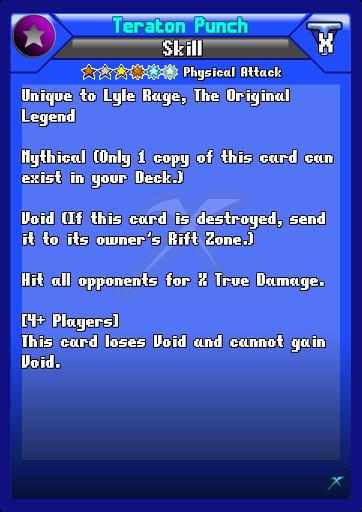 Teraton Punch
Skill
X
Physical Attack
Unique to Lyle Rage, The Original
Legend
Mythical (Only 1 copy of this card can
exist in your Deck.)
Void (If this card is destroyed, send
it to its owner's Rift Zone.)
Hit all opponents for X True Damage.
[4+ Players]
This card loses Void and cannot gain
Void.